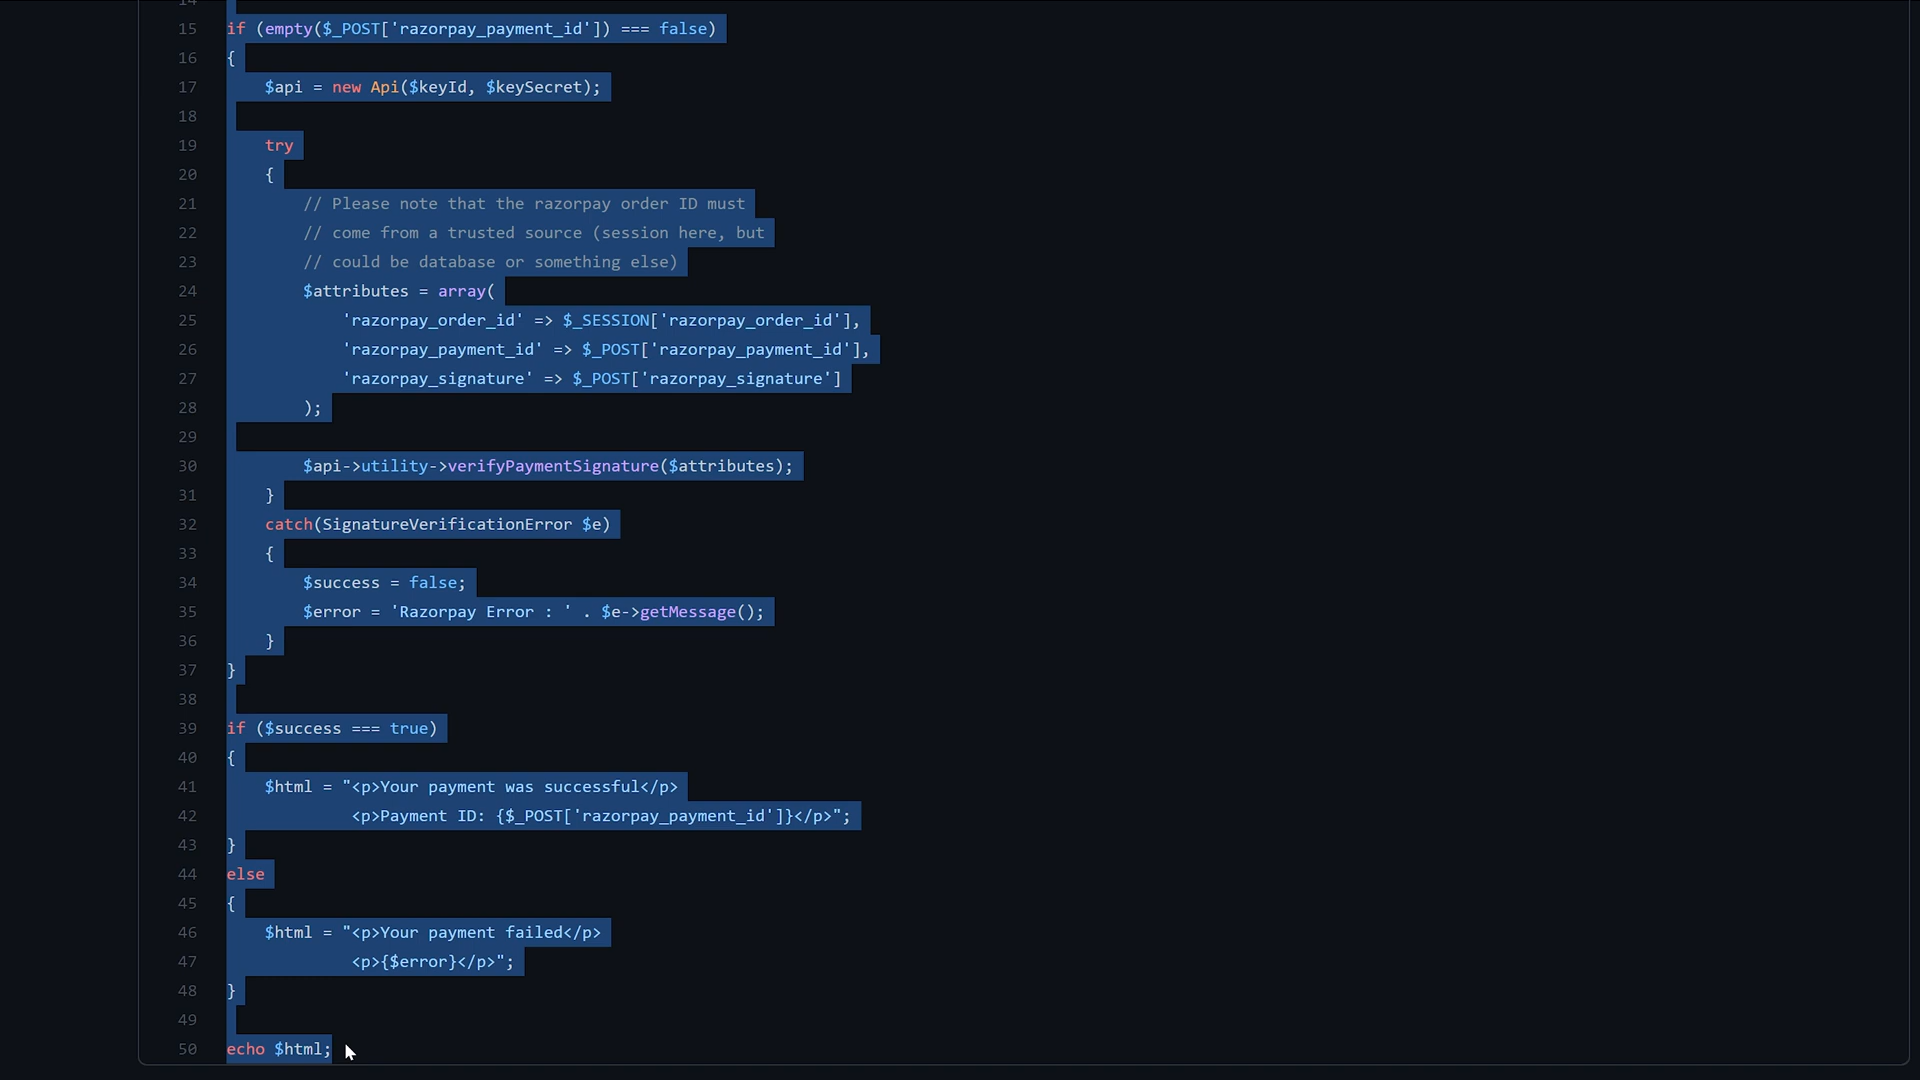 15 if (empty($_POST['razorpay_payment_id']) === false)
16 {
17     $api = new Api($keyId, $keySecret);
18
19     try
20     {
21         // Please note that the razorpay order ID must
22         // come from a trusted source (session here, but
23         // could be database or something else)
24         $attributes = array(
25             'razorpay_order_id' => $_SESSION['razorpay_order_id'],
26             'razorpay_payment_id' => $_POST['razorpay_payment_id'],
27             'razorpay_signature' => $_POST['razorpay_signature']
28         );
29
30         $api->utility->verifyPaymentSignature($attributes);
31     }
32     catch(SignatureVerificationError $e)
33     {
34         $success = false;
35         $error = 'Razorpay Error : ' . $e->getMessage();
36     }
37 }
38
39 if ($success === true)
40 {
41     $html = "<p>Your payment was successful</p>
42              <p>Payment ID: {$_POST['razorpay_payment_id']}</p>";
43 }
44 else
45 {
46     $html = "<p>Your payment failed</p>
47              <p>{$error}</p>";
48 }
49
50 echo $html;